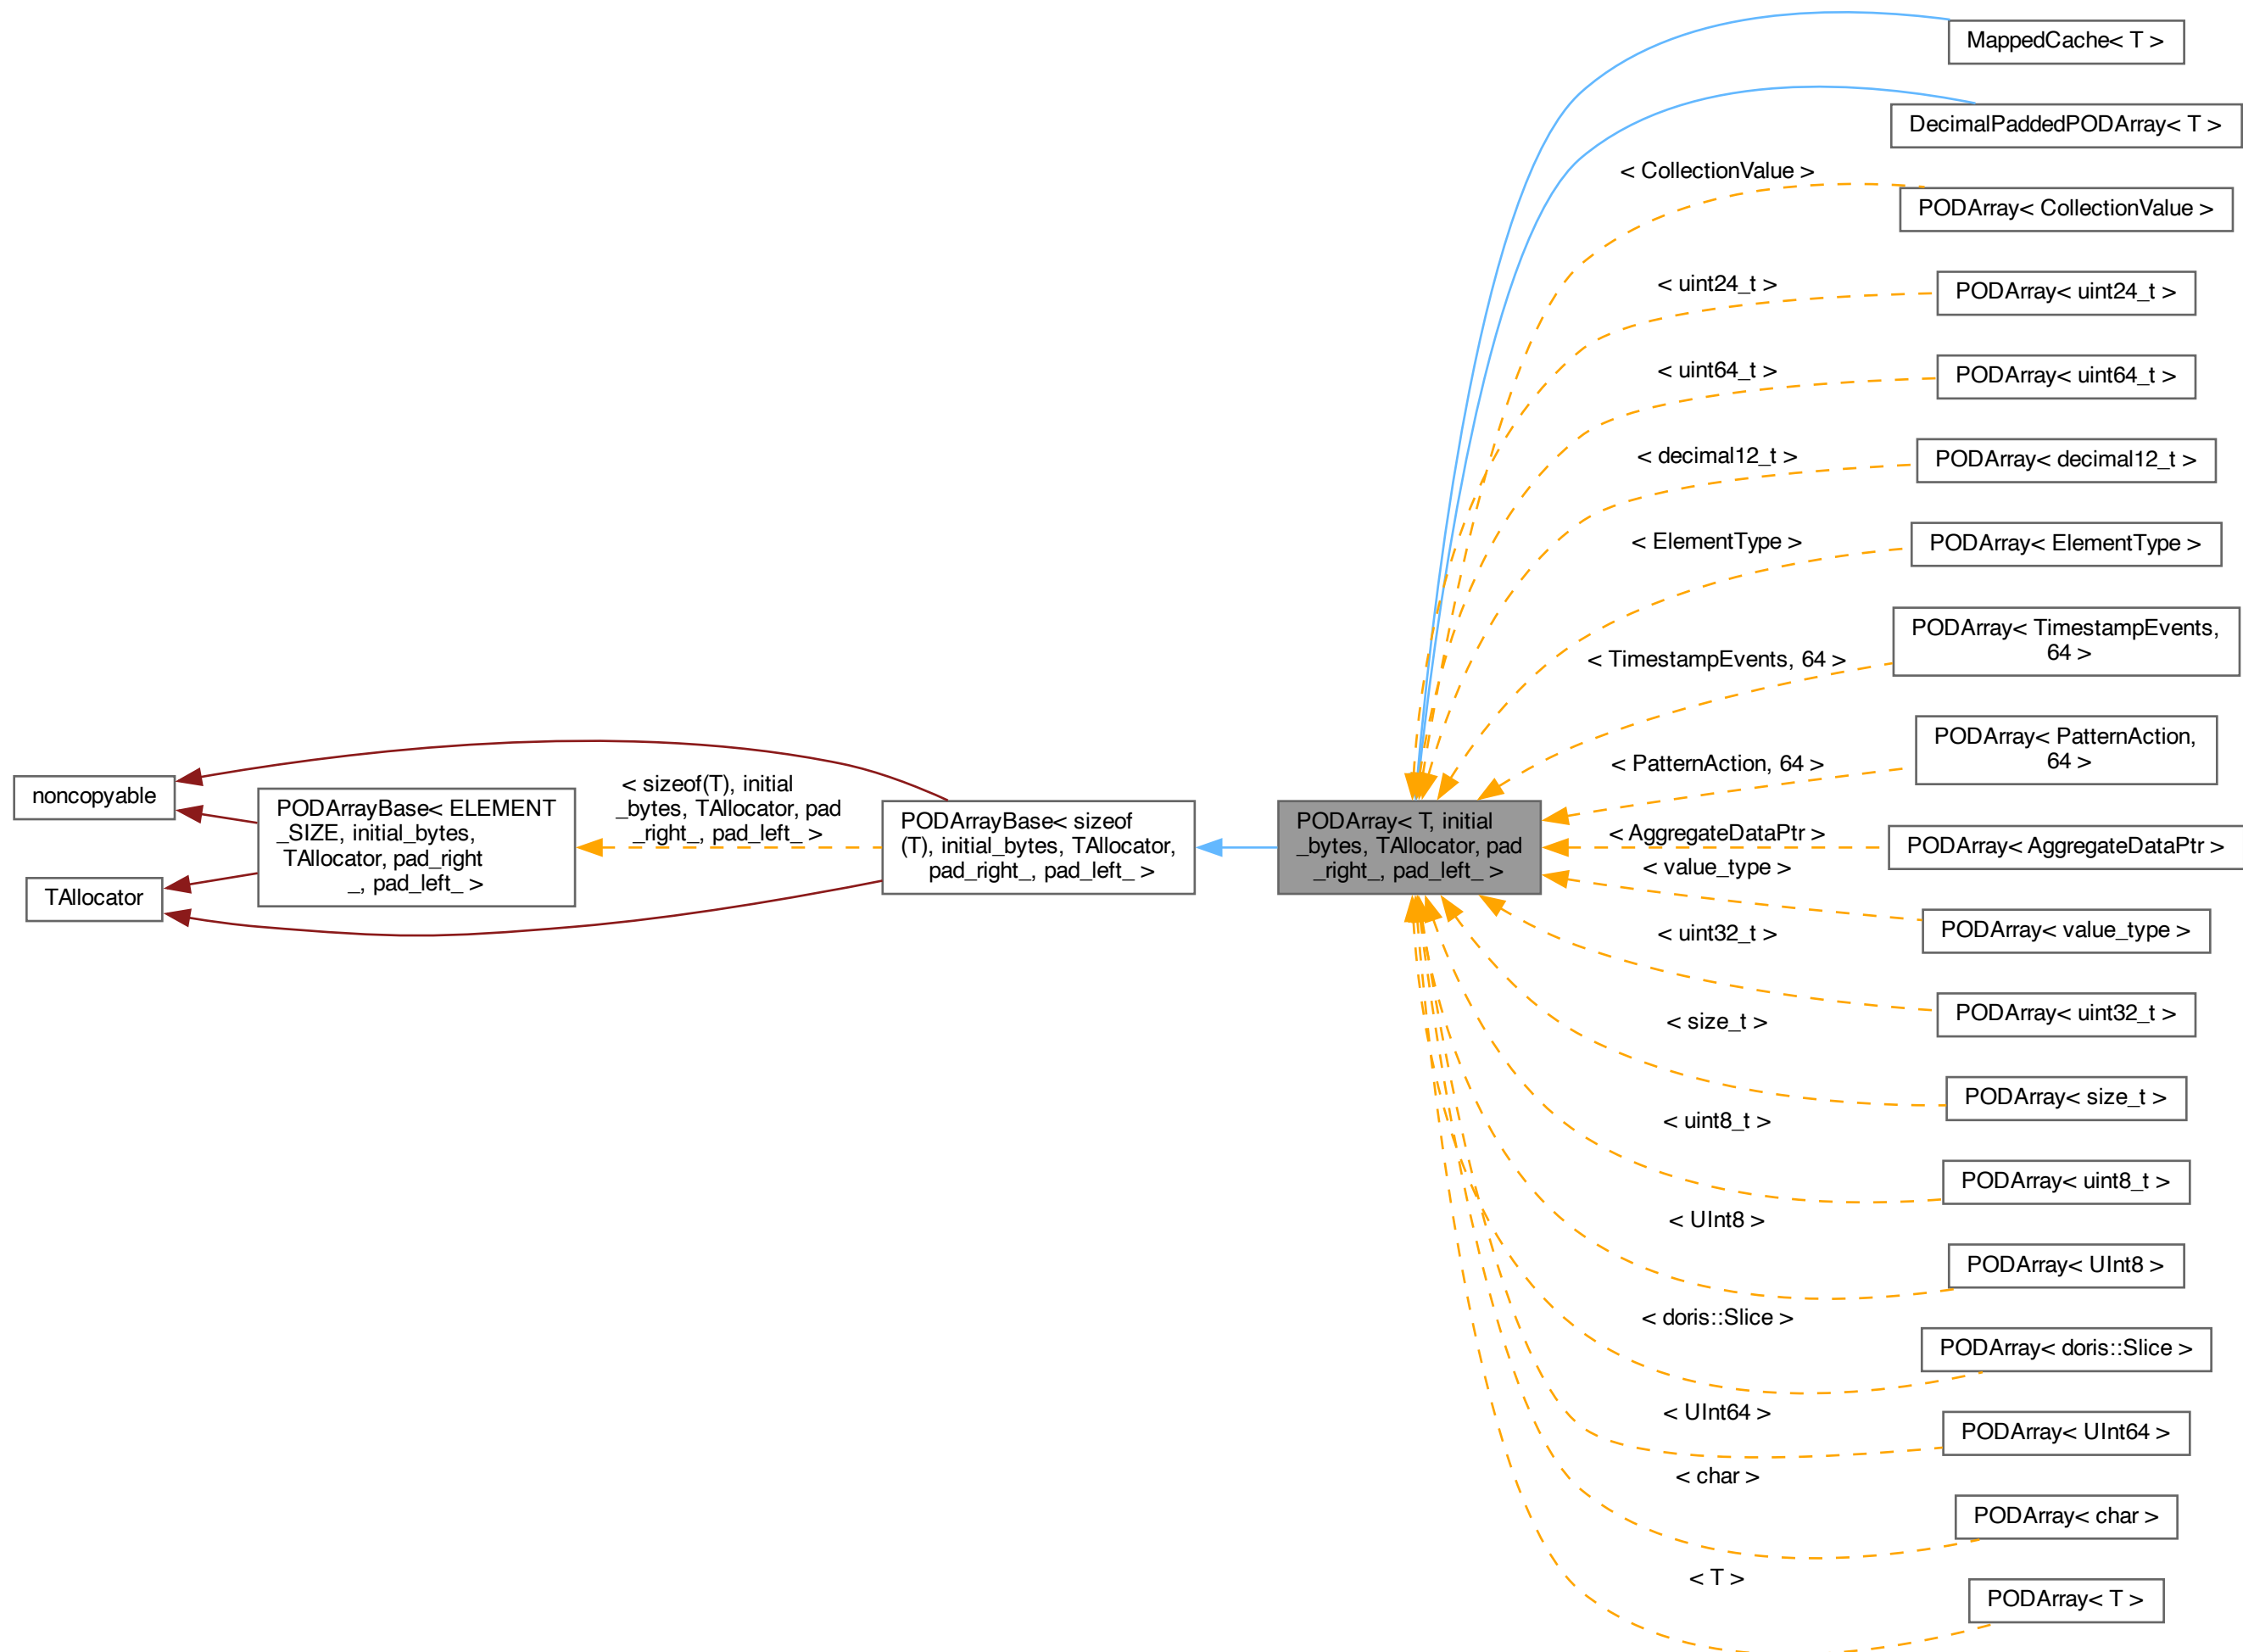 MappedCache< T >
DecimalPaddedPODArray< T >
< CollectionValue >
PODArray< CollectionValue >
< uint24_t >
PODArray< uint24_t >
< uint64_t >
PODArray< uint64_t >
< decimal12_t >
PODArray< decimal12_t >
< ElementType >
PODArray< ElementType >
< TimestampEvents, 64 >
PODArray< TimestampEvents,
64 >
< PatternAction, 64 >
PODArray< PatternAction,
64 >
noncopyable
TAllocator
PODArrayBase< ELEMENT
_SIZE, initial_bytes,
TAllocator, pad_right
_, pad_left_ >
< sizeof(T), initial
_bytes, TAllocator, pad
_right_, pad_left_ >
PODArrayBase< sizeof
(T), initial_bytes, TAllocator,
pad_right_, pad_left_ >
PODArray< T, initial
_bytes, TAllocator, pad
_right_, pad_left_ >
< AggregateDataPtr >
PODArray< AggregateDataPtr >
< value_type >
PODArray< value_type >
< uint32_t >
PODArray< uint32_t >
< size_t >
PODArray< size_t >
< uint8_t >
PODArray< uint8_t >
< UInt8 >
PODArray< UInt8 >
< doris::Slice >
PODArray< doris::Slice >
< UInt64 >
PODArray< UInt64 >
< char >
PODArray< char >
< T >
PODArray< T >